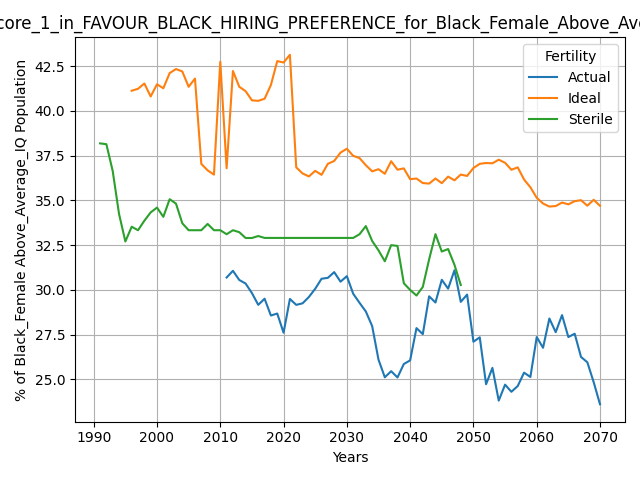 core_1_in_FAVOUR_BLACK_HIRING_PREFERENCE_for_Black_Female_Above_Ave
Fertility
Actual
Ideal
Sterile
% of Black_Female Above_Average_IQ Population
42.5
40.0
37.5
35.0
32.5
30.0
27.5
25.0
1990 2000 2010 2020 2030 2040 2050 2060 2070
Years